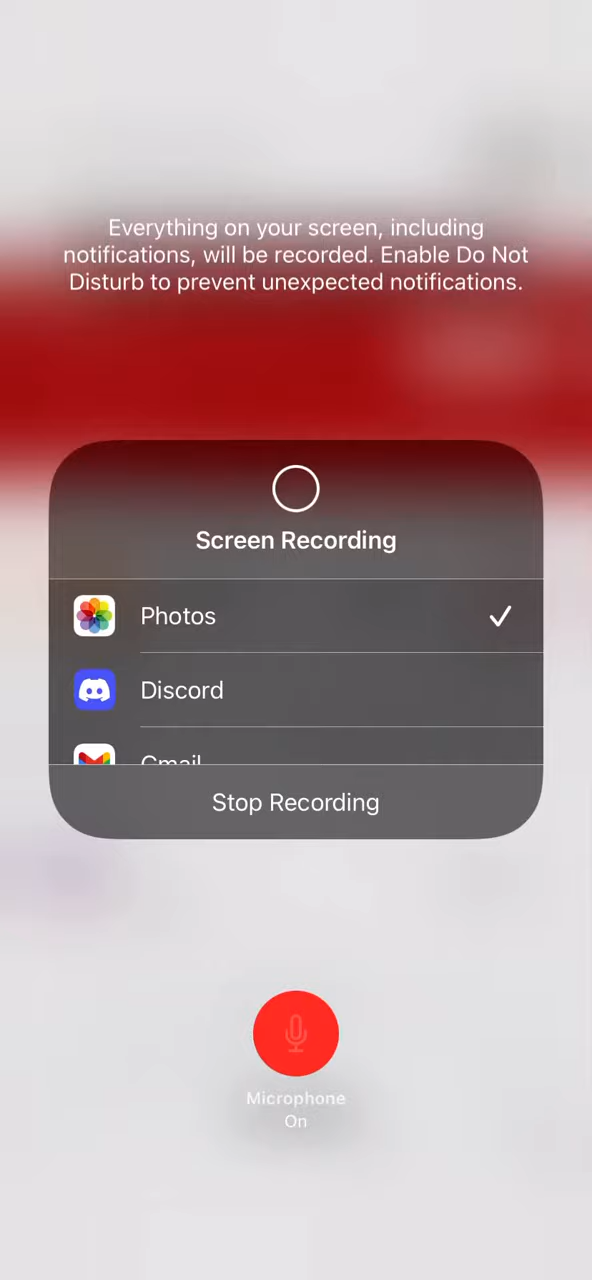 Everything on your screen, including
notifications, will be recorded. Enable Do Not
Disturb to prevent unexpected notifications.
Screen Recording
Photos
Discord
Gmail
Stop Recording
Microphone
On